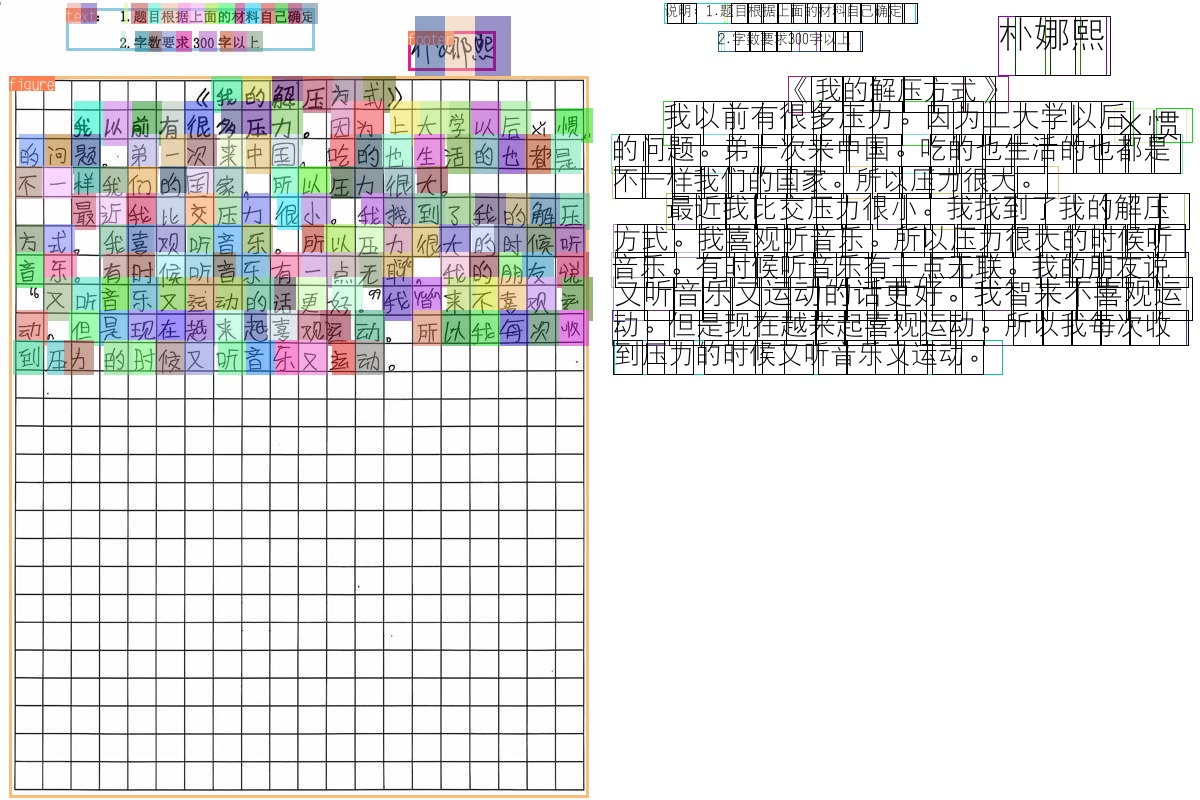 text: 1.题目根据上面的材料自己确定
2.字数要求 300 字以上
footer
朴娜熙
figure
《我的解压方式》
我以前有很多压力。因为上大学以后 惯
的问题。弟一次来中国。吃的也生活的也都是
不一样我们的国家。所以压力很大。
最近我比交压力很小。我找到了我的解压
方式。我喜观听音乐。所以压力很大的时候听
音乐。有时候听音乐有一点无聊。我的朋友说
“又听音乐又运动的话更好。”我 来不喜观运
动。但是现在越来越喜观运动。所以我每次收
到压力的时候又听音乐又运动。
说明：1.题目根据上面的材料自己确定
2.字数要求300字以上
朴娜熙
《我的解压方式》
我以前有很多压力。因为上大学以后义惯
的问题。弟一次来中国。吃的也生活的也都是
不一样我们的国家。所以压力很大。
最近我比交压力很小。我找到了我的解压
方式。我喜观听音乐。所以压力很大的时候听
音乐。有时候听音乐有一点无联。我的朋友说
又听音乐又运动的话更好。我智来不喜观运
动。但是现在越来起喜观运动。所以我每次收
到压力的时候又听音乐义运动。